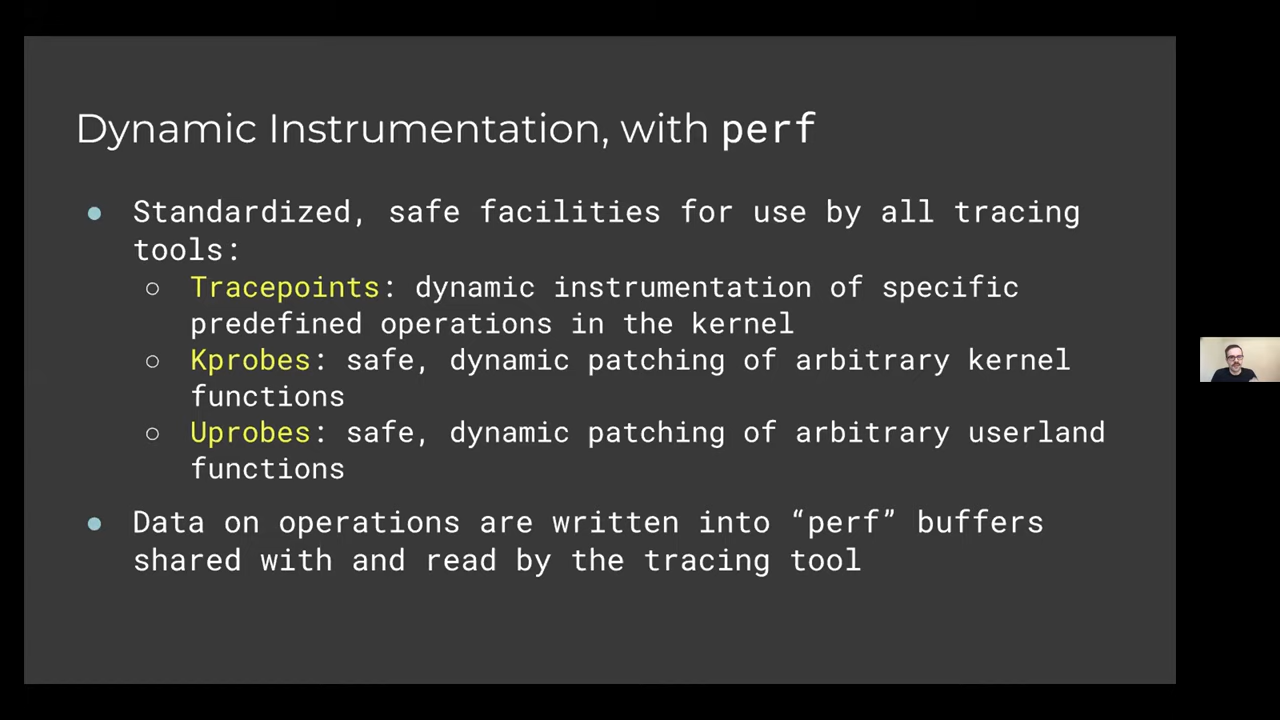 Dynamic Instrumentation, with perf
● Standardized, safe facilities for use by all tracing
tools:
○ Tracepoints: dynamic instrumentation of specific
predefined operations in the kernel
○ Kprobes: safe, dynamic patching of arbitrary kernel
functions
○ Uprobes: safe, dynamic patching of arbitrary userland
functions
● Data on operations are written into “perf” buffers
shared with and read by the tracing tool